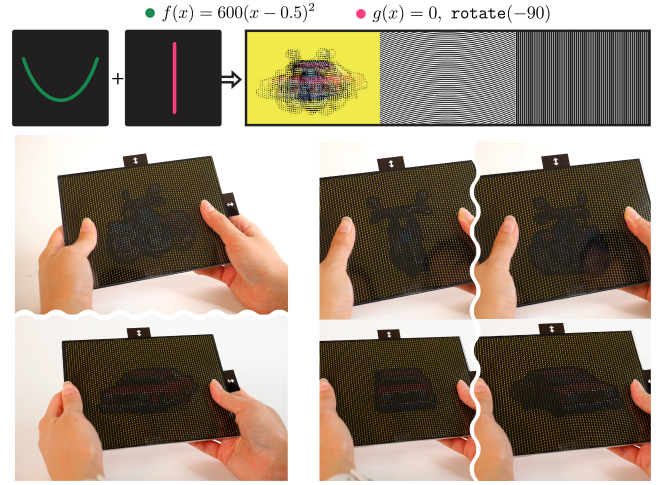 f(x) = 600(x − 0.5)² g(x) = 0, rotate(−90)
+